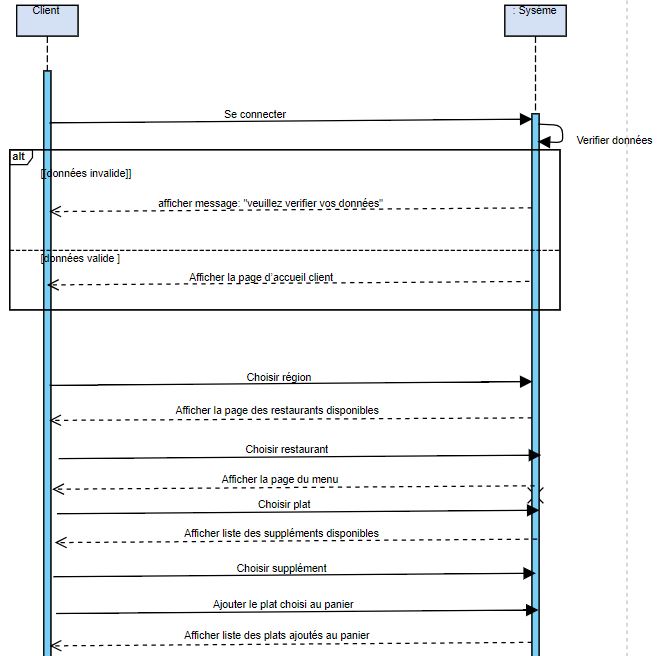 Client
: Sysème
Se connecter
Verifier données
alt
[[données invalide]]
afficher message: "veuillez verifier vos données"
[données valide ]
Afficher la page d'accueil client
Choisir région
Afficher la page des restaurants disponibles
Choisir restaurant
Afficher la page du menu
Choisir plat
Afficher liste des suppléments disponibles
Choisir supplément
Ajouter le plat choisi au panier
Afficher liste des plats ajoutés au panier